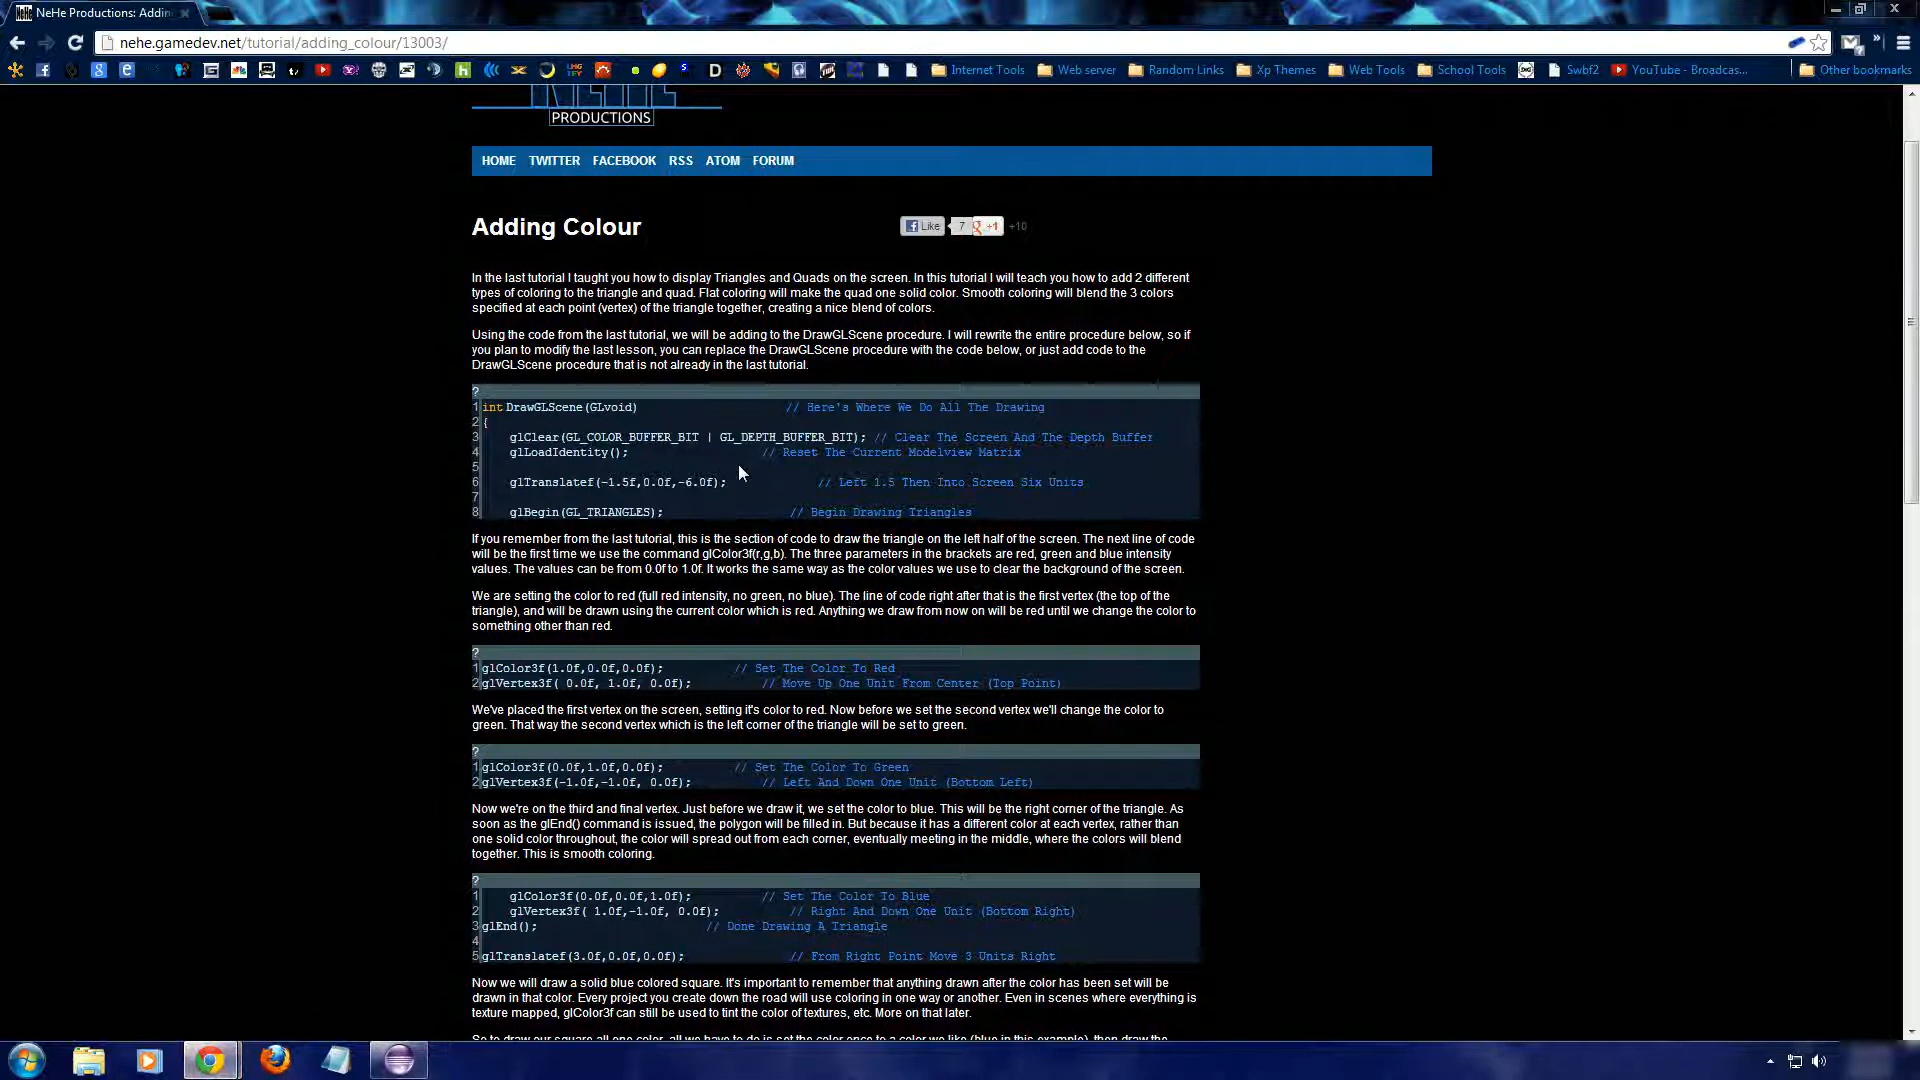 NeHe Productions: Addin
nehe.gamedev.net/tutorial/adding_colour/13003/
Internet Tools
Web server
Random Links
Xp Themes
Web Tools
School Tools
Swbf2
YouTube - Broadcas...
Other bookmarks
NEHE
PRODUCTIONS
HOME TWITTER FACEBOOK RSS ATOM FORUM
Adding Colour
Like 7 +1 +10
In the last tutorial I taught you how to display Triangles and Quads on the screen. In this tutorial I will teach you how to add 2 different
types of coloring to the triangle and quad. Flat coloring will make the quad one solid color. Smooth coloring will blend the 3 colors
specified at each point (vertex) of the triangle together, creating a nice blend of colors.
Using the code from the last tutorial, we will be adding to the DrawGLScene procedure. I will rewrite the entire procedure below, so if
you plan to modify the last lesson, you can replace the DrawGLScene procedure with the code below, or just add code to the
DrawGLScene procedure that is not already in the last tutorial.
?
1 int DrawGLScene(GLvoid) // Here's Where We Do All The Drawing
2 {
3 glClear(GL_COLOR_BUFFER_BIT | GL_DEPTH_BUFFER_BIT); // Clear The Screen And The Depth Buffer
4 glLoadIdentity(); // Reset The Current Modelview Matrix
5
6 glTranslatef(-1.5f,0.0f,-6.0f); // Left 1.5 Then Into Screen Six Units
7
8 glBegin(GL_TRIANGLES); // Begin Drawing Triangles
If you remember from the last tutorial, this is the section of code to draw the triangle on the left half of the screen. The next line of code
will be the first time we use the command glColor3f(r,g,b). The three parameters in the brackets are red, green and blue intensity
values. The values can be from 0.0f to 1.0f. It works the same way as the color values we use to clear the background of the screen.
We are setting the color to red (full red intensity, no green, no blue). The line of code right after that is the first vertex (the top of the
triangle), and will be drawn using the current color which is red. Anything we draw from now on will be red until we change the color to
something other than red.
?
1 glColor3f(1.0f,0.0f,0.0f); // Set The Color To Red
2 glVertex3f( 0.0f, 1.0f, 0.0f); // Move Up One Unit From Center (Top Point)
We've placed the first vertex on the screen, setting it's color to red. Now before we set the second vertex we'll change the color to
green. That way the second vertex which is the left corner of the triangle will be set to green.
?
1 glColor3f(0.0f,1.0f,0.0f); // Set The Color To Green
2 glVertex3f(-1.0f,-1.0f, 0.0f); // Left And Down One Unit (Bottom Left)
Now we're on the third and final vertex. Just before we draw it, we set the color to blue. This will be the right corner of the triangle. As
soon as the glEnd() command is issued, the polygon will be filled in. But because it has a different color at each vertex, rather than
one solid color throughout, the color will spread out from each corner, eventually meeting in the middle, where the colors will blend
together. This is smooth coloring.
?
1 glColor3f(0.0f,0.0f,1.0f); // Set The Color To Blue
2 glVertex3f( 1.0f,-1.0f, 0.0f); // Right And Down One Unit (Bottom Right)
3 glEnd(); // Done Drawing A Triangle
4
5 glTranslatef(3.0f,0.0f,0.0f); // From Right Point Move 3 Units Right
Now we will draw a solid blue colored square. It's important to remember that anything drawn after the color has been set will be
drawn in that color. Every project you create down the road will use coloring in one way or another. Even in scenes where everything is
texture mapped, glColor3f can still be used to tint the color of textures, etc. More on that later.
So to draw our square all one color, all we have to do is set the color once to a color we like (blue in this example), then draw the